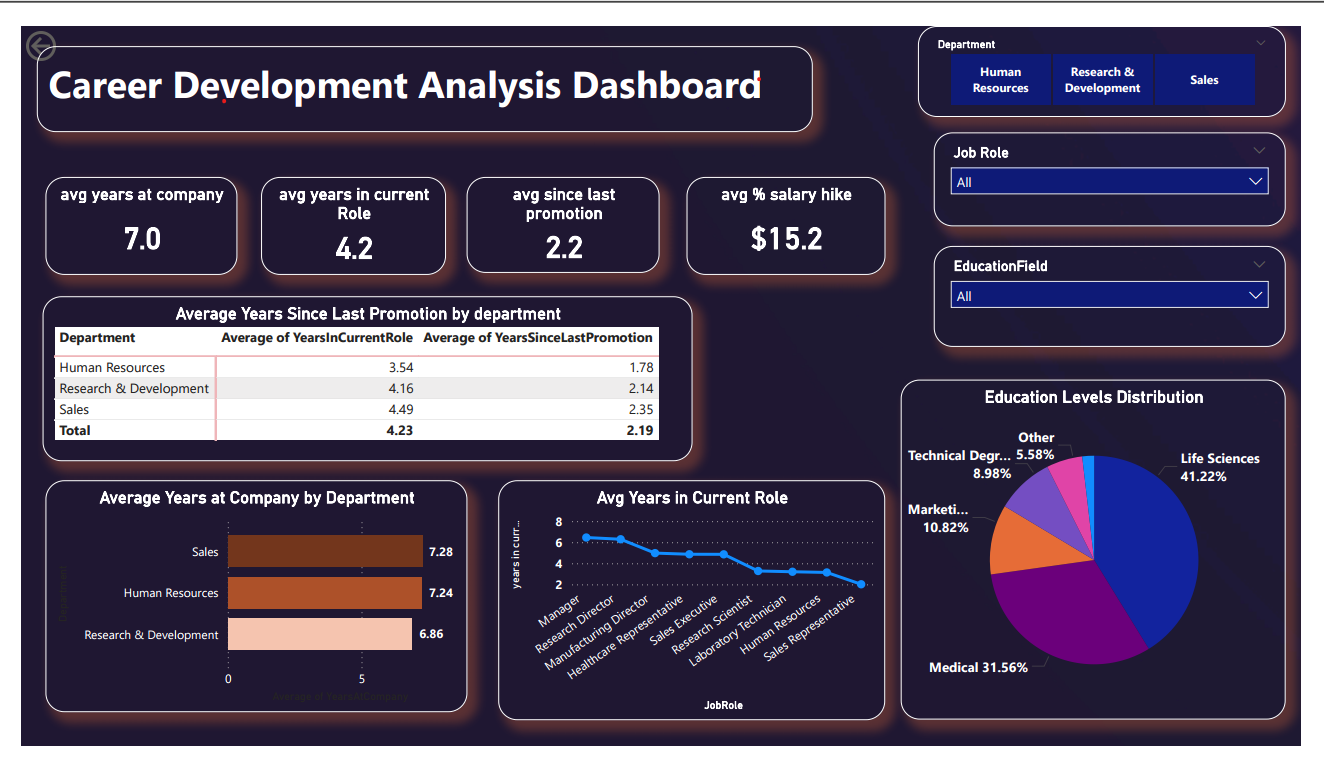 Career Development Analysis Dashboard
Department
Human
Resources
Research &
Development
Sales
Job Role
All
EducationField
All
avg years at company
7.0
avg years in current
Role
4.2
avg since last
promotion
2.2
avg % salary hike
$15.2
Average Years Since Last Promotion by department
Department Average of YearsInCurrentRole Average of YearsSinceLastPromotion
Human Resources 3.54 1.78
Research & Development 4.16 2.14
Sales 4.49 2.35
Total 4.23 2.19
Average Years at Company by Department
Department
Sales 7.28
Human Resources 7.24
Research & Development 6.86
0 5
Average of YearsAtCompany
Avg Years in Current Role
years in curr...
8
6
4
2
Manager
Research Director
Manufacturing Director
Healthcare Representative
Sales Executive
Research Scientist
Laboratory Technician
Human Resources
Sales Representative
JobRole
Education Levels Distribution
Other
5.58%
Technical Degr...
8.98%
Marketi...
10.82%
Life Sciences
41.22%
Medical 31.56%